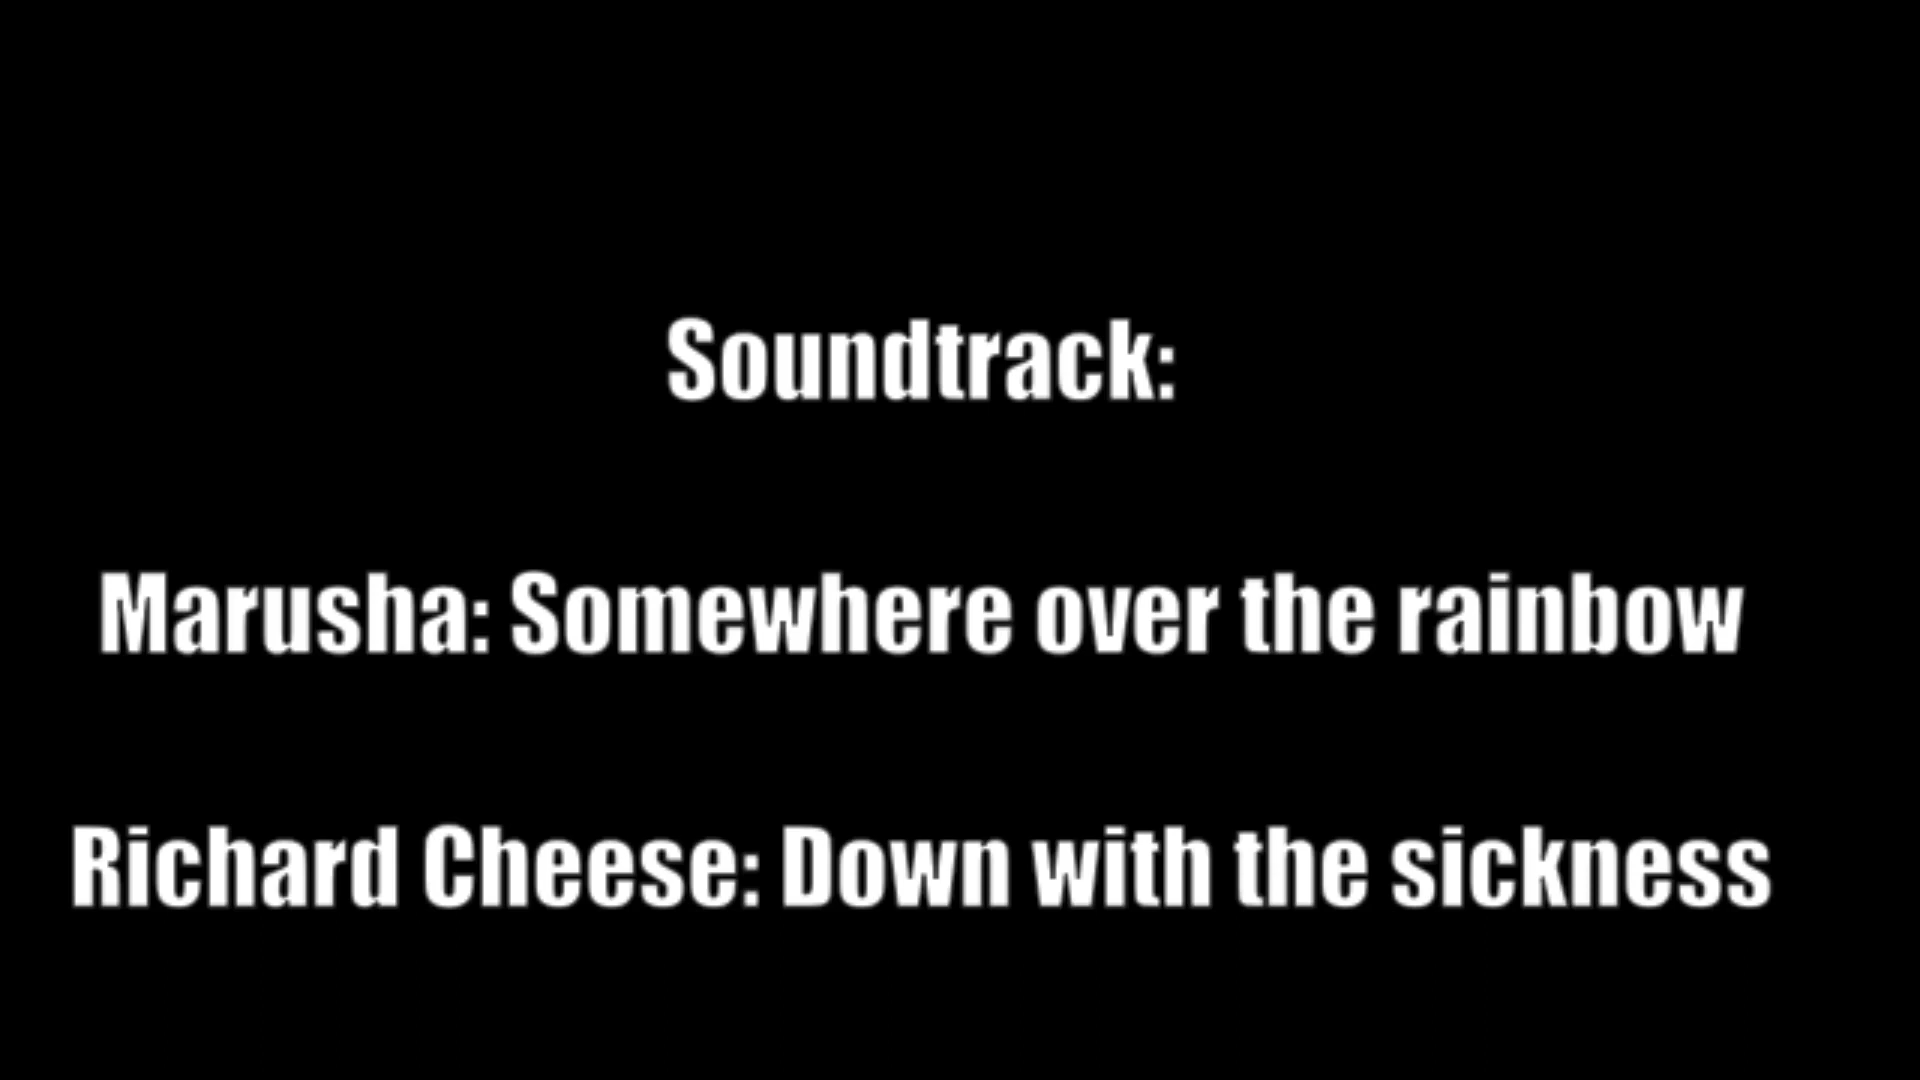 Soundtrack:
Marusha: Somewhere over the rainbow
Richard Cheese: Down with the sickness